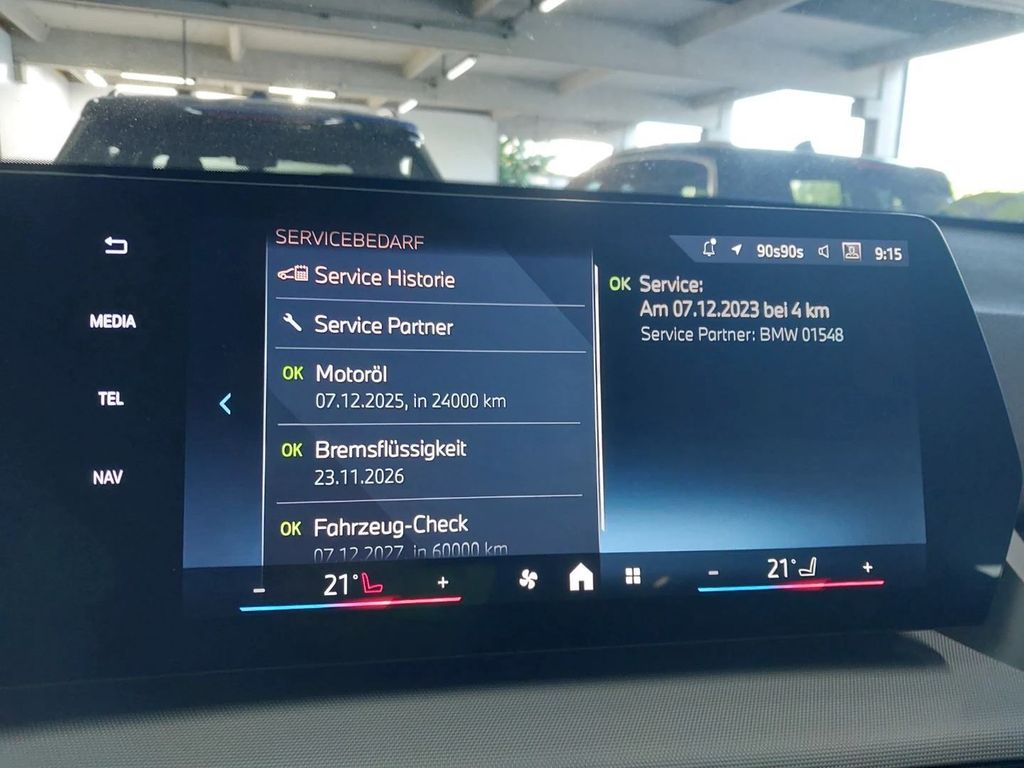 SERVICEBEDARF
90s90s
9:15
MEDIA
TEL
NAV
Service Historie
Service Partner
OK Motoröl
07.12.2025, in 24000 km
OK Bremsflüssigkeit
23.11.2026
OK Fahrzeug-Check
07.12.2027, in 60000 km
OK Service:
Am 07.12.2023 bei 4 km
Service Partner: BMW 01548
- 21° +
- 21° +